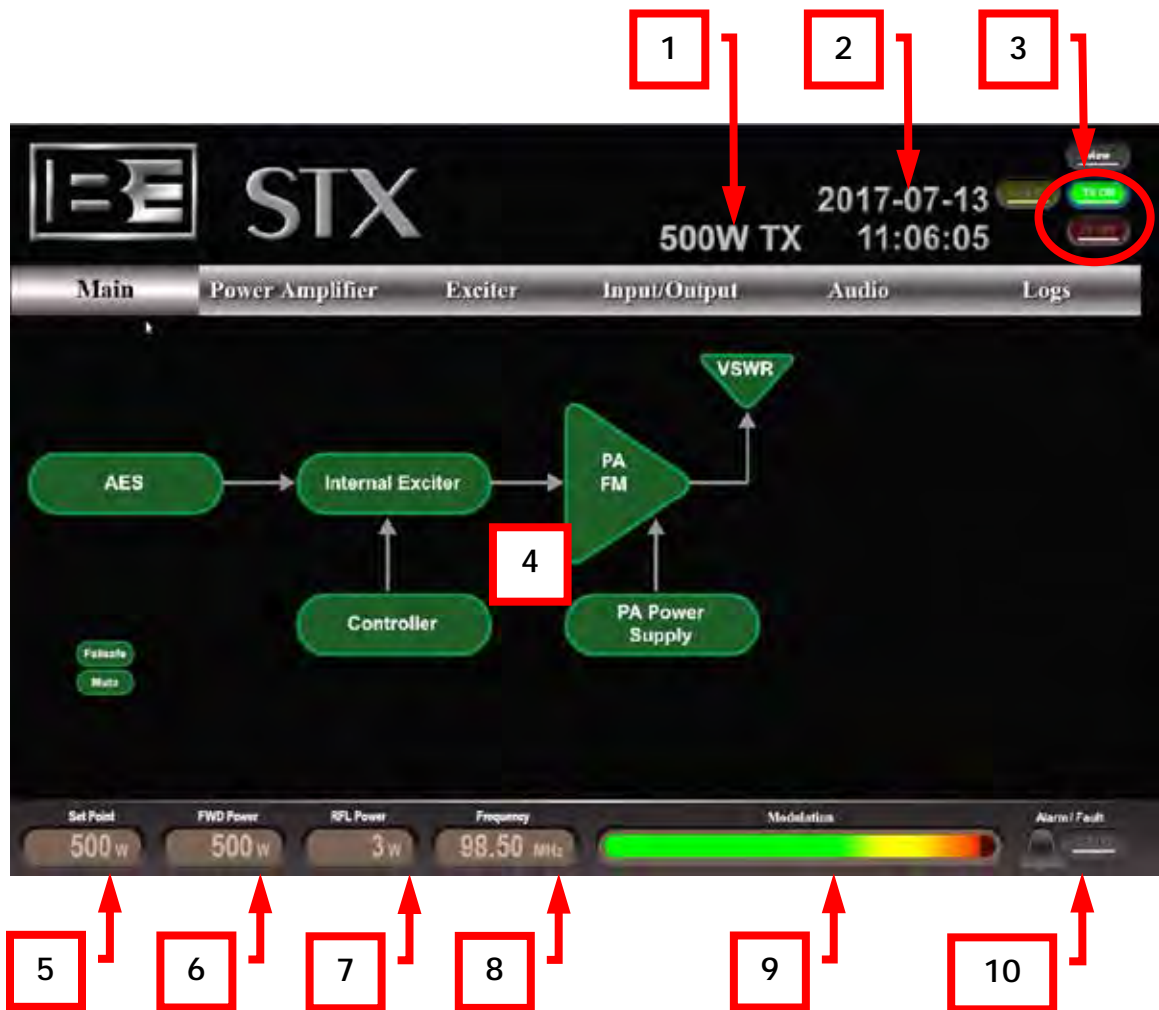 1
2
3
BE
STX
500W TX
2017-07-13
11:06:05
TX ON
Main
Power Amplifier
Exciter
Input/Output
Audio
Logs
VSWR
AES
Internal Exciter
PA
FM
4
Controller
PA Power
Supply
Failsafe
Mute
Set Point
500 W
FWD Power
500 W
RFL Power
3 W
Frequency
98.50 MHz
Modulation
Alarm / Fault
5
6
7
8
9
10